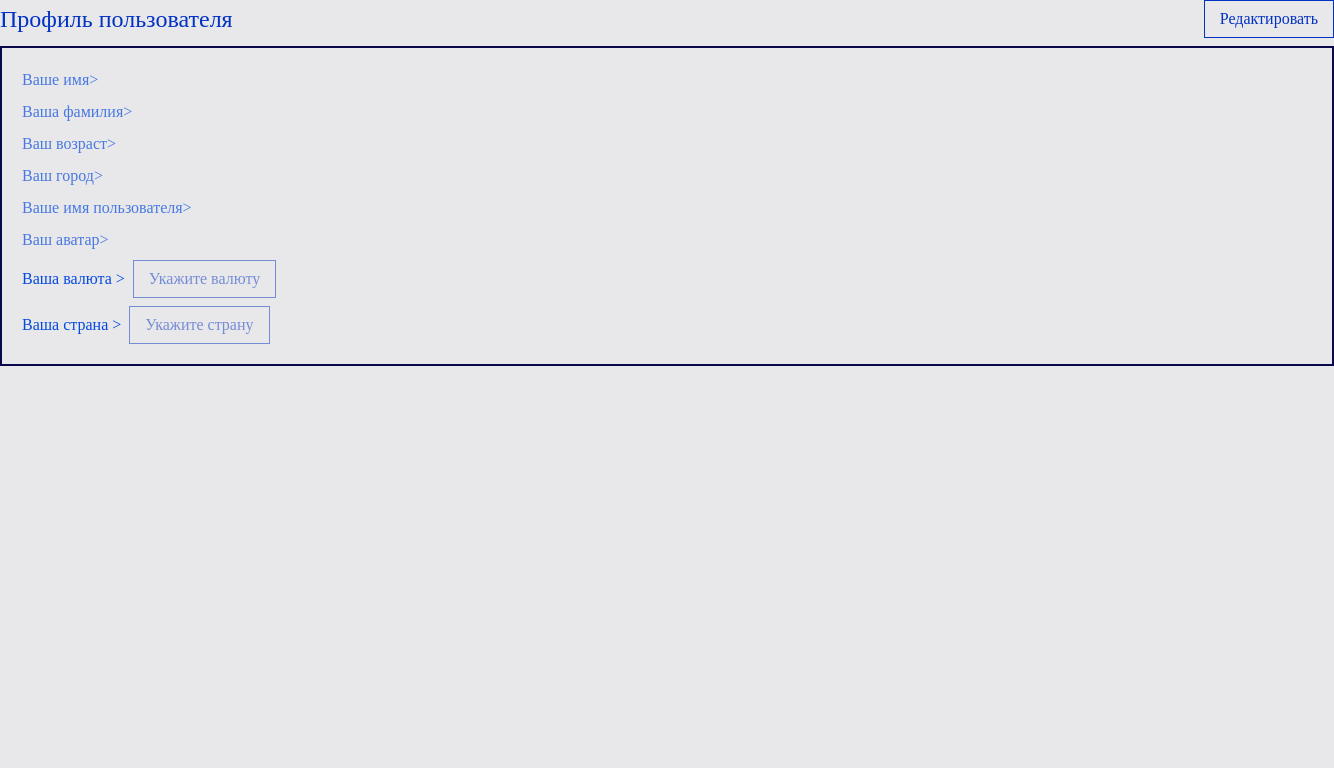 Профиль пользователя
Редактировать
Ваше имя>
Ваша фамилия>
Ваш возраст>
Ваш город>
Ваше имя пользователя>
Ваш аватар>
Ваша валюта > Укажите валюту
Ваша страна > Укажите страну